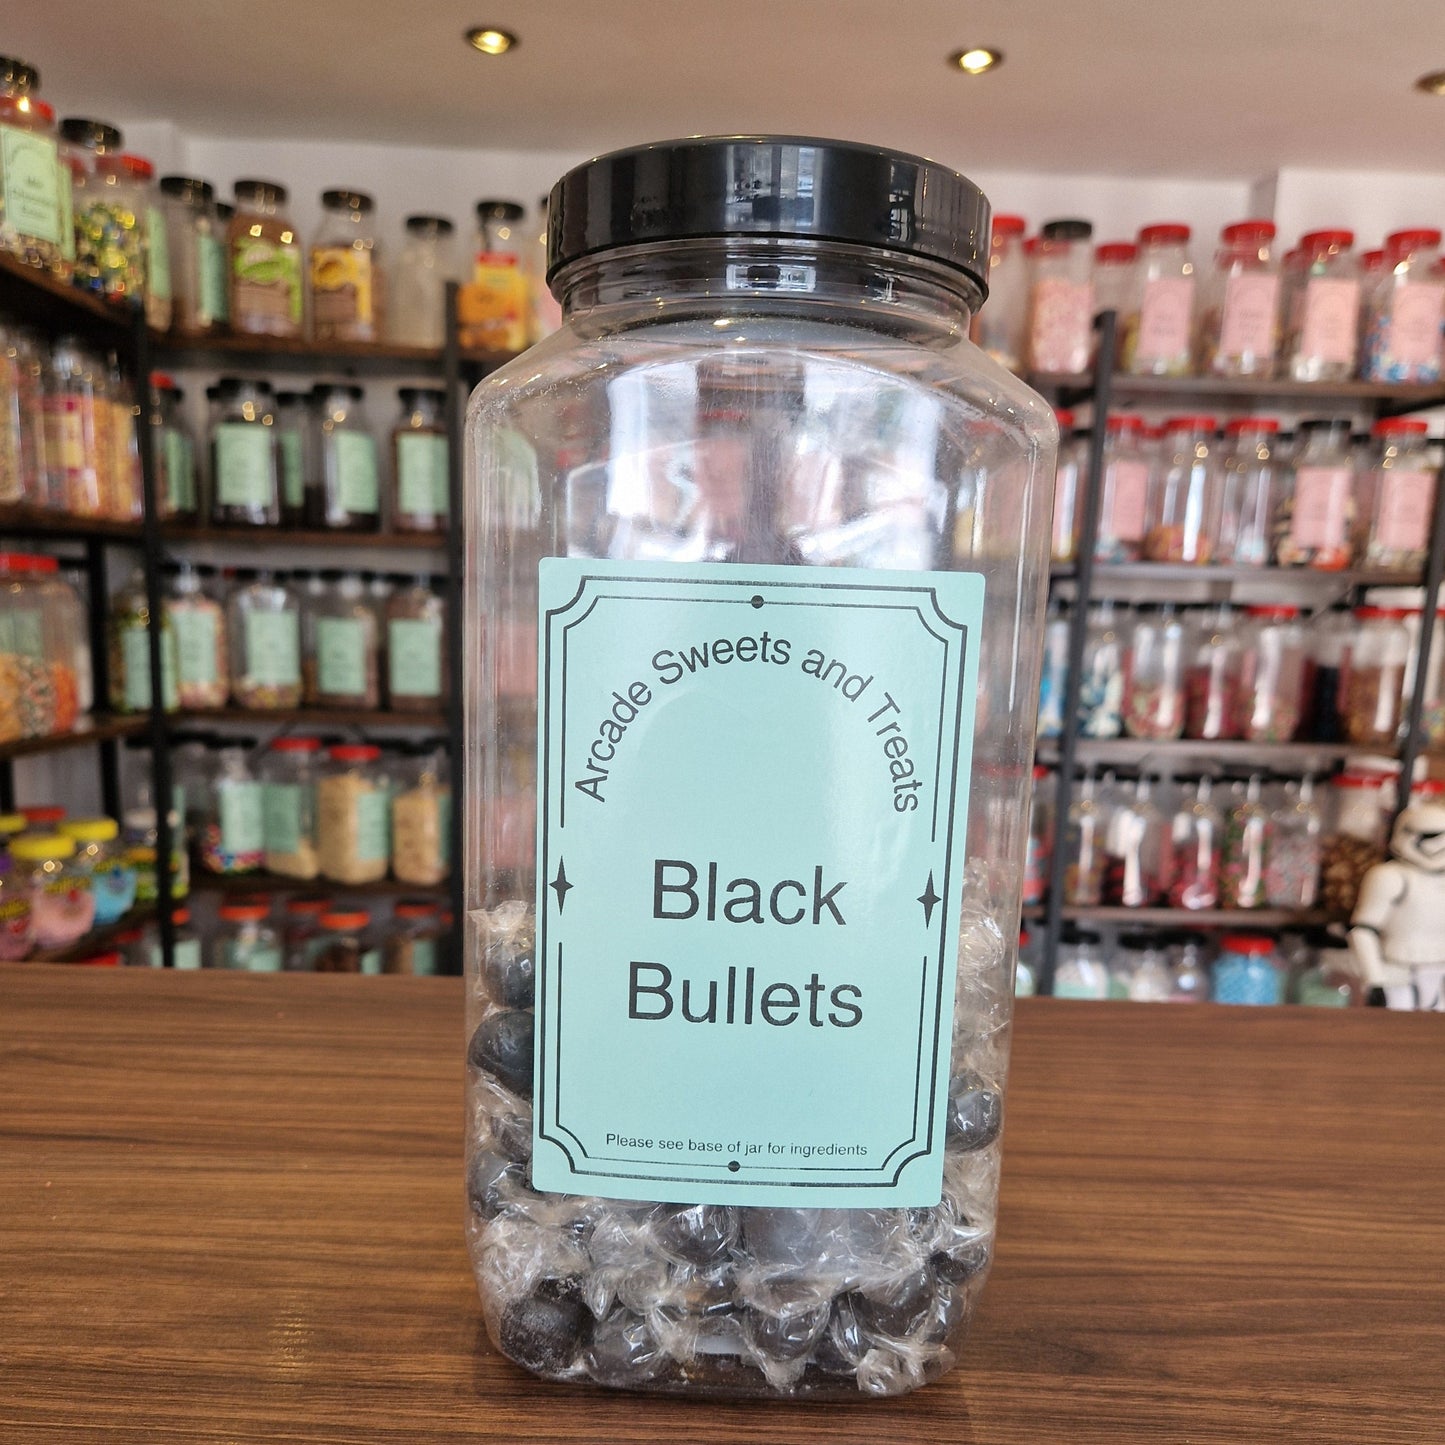 Arcade Sweets and Treats
Black
Bullets
Please see base of jar for ingredients